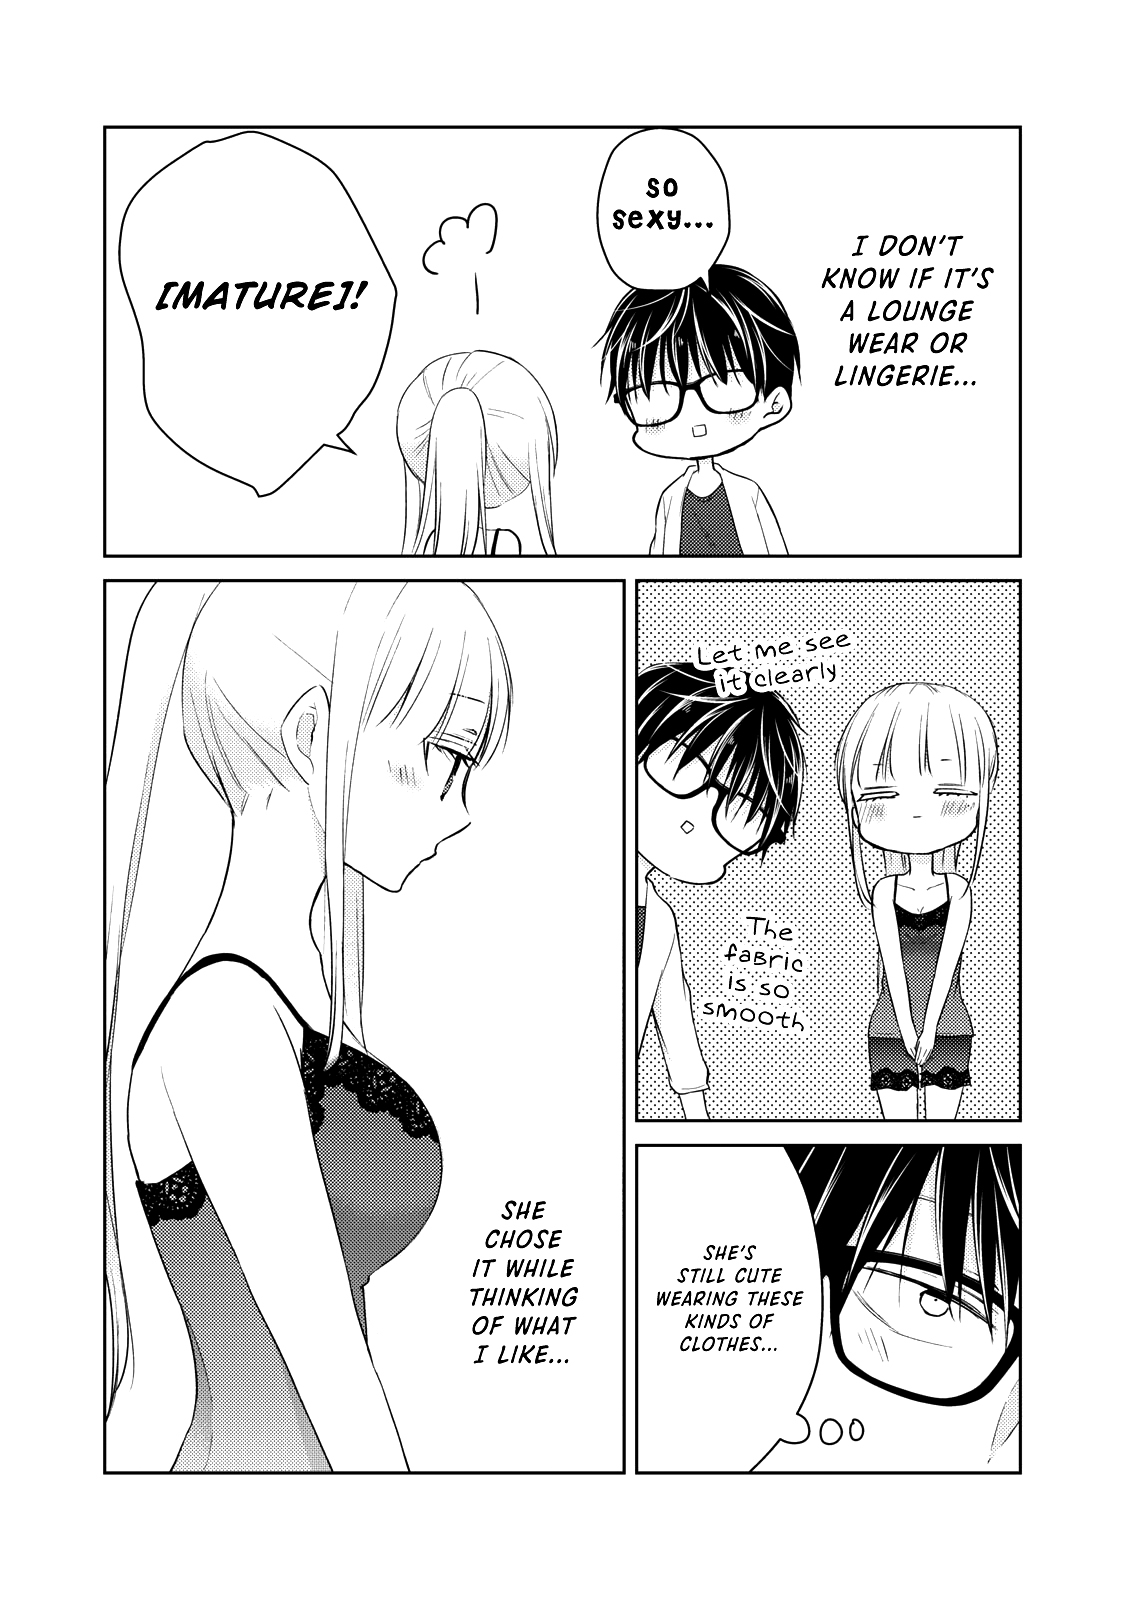 I DON'T
KNOW IF IT'S
A LOUNGE
WEAR OR
LINGERIE...
SO
SEXY...
[MATURE]!
Let me see
it clearly
The
fabric
is so
smooth
SHE'S
STILL CUTE
WEARING THESE
KINDS OF
CLOTHES...
SHE
CHOSE
IT WHILE
THINKING
OF WHAT
I LIKE...